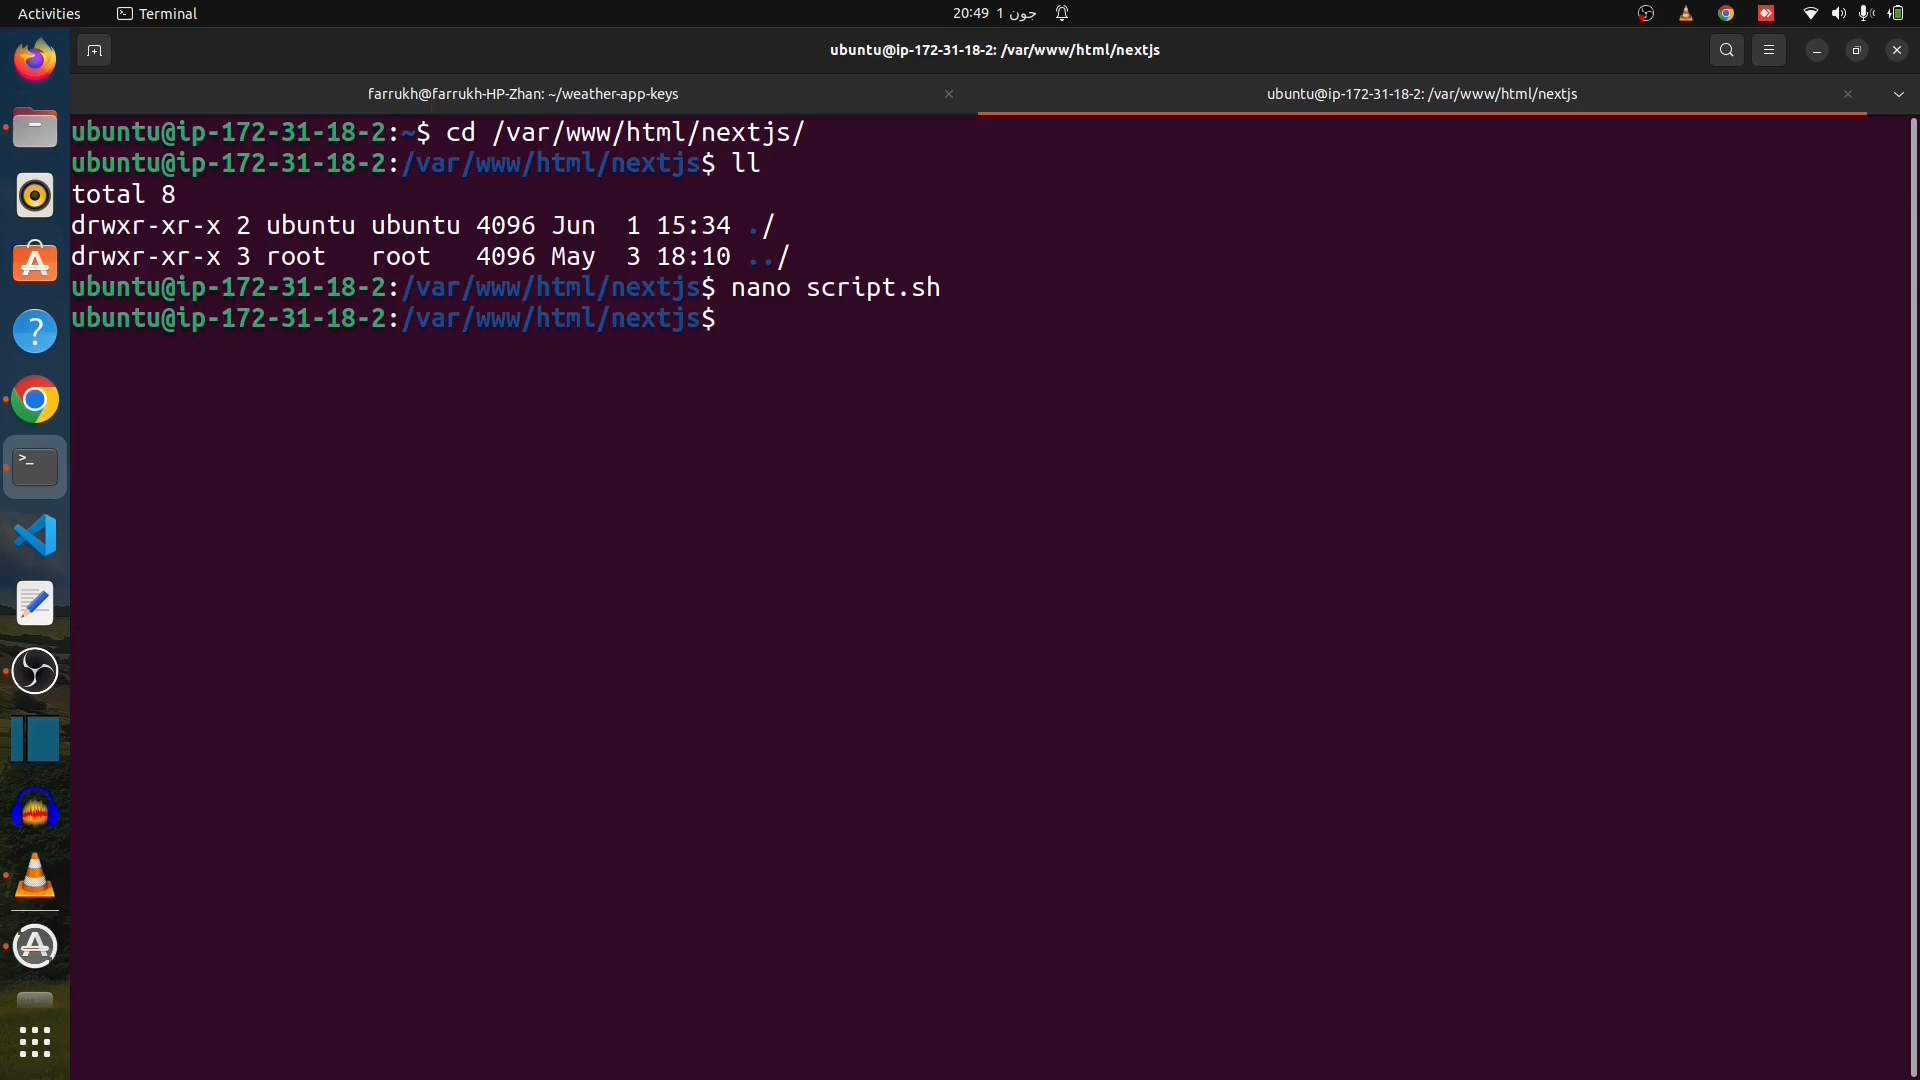 Activities
Terminal
20:49 1 جون
ubuntu@ip-172-31-18-2: /var/www/html/nextjs
farrukh@farrukh-HP-Zhan: ~/weather-app-keys
ubuntu@ip-172-31-18-2: /var/www/html/nextjs
ubuntu@ip-172-31-18-2:~$ cd /var/www/html/nextjs/
ubuntu@ip-172-31-18-2:/var/www/html/nextjs$ ll
total 8
drwxr-xr-x 2 ubuntu ubuntu 4096 Jun  1 15:34 ./
drwxr-xr-x 3 root   root   4096 May  3 18:10 ../
ubuntu@ip-172-31-18-2:/var/www/html/nextjs$ nano script.sh
ubuntu@ip-172-31-18-2:/var/www/html/nextjs$